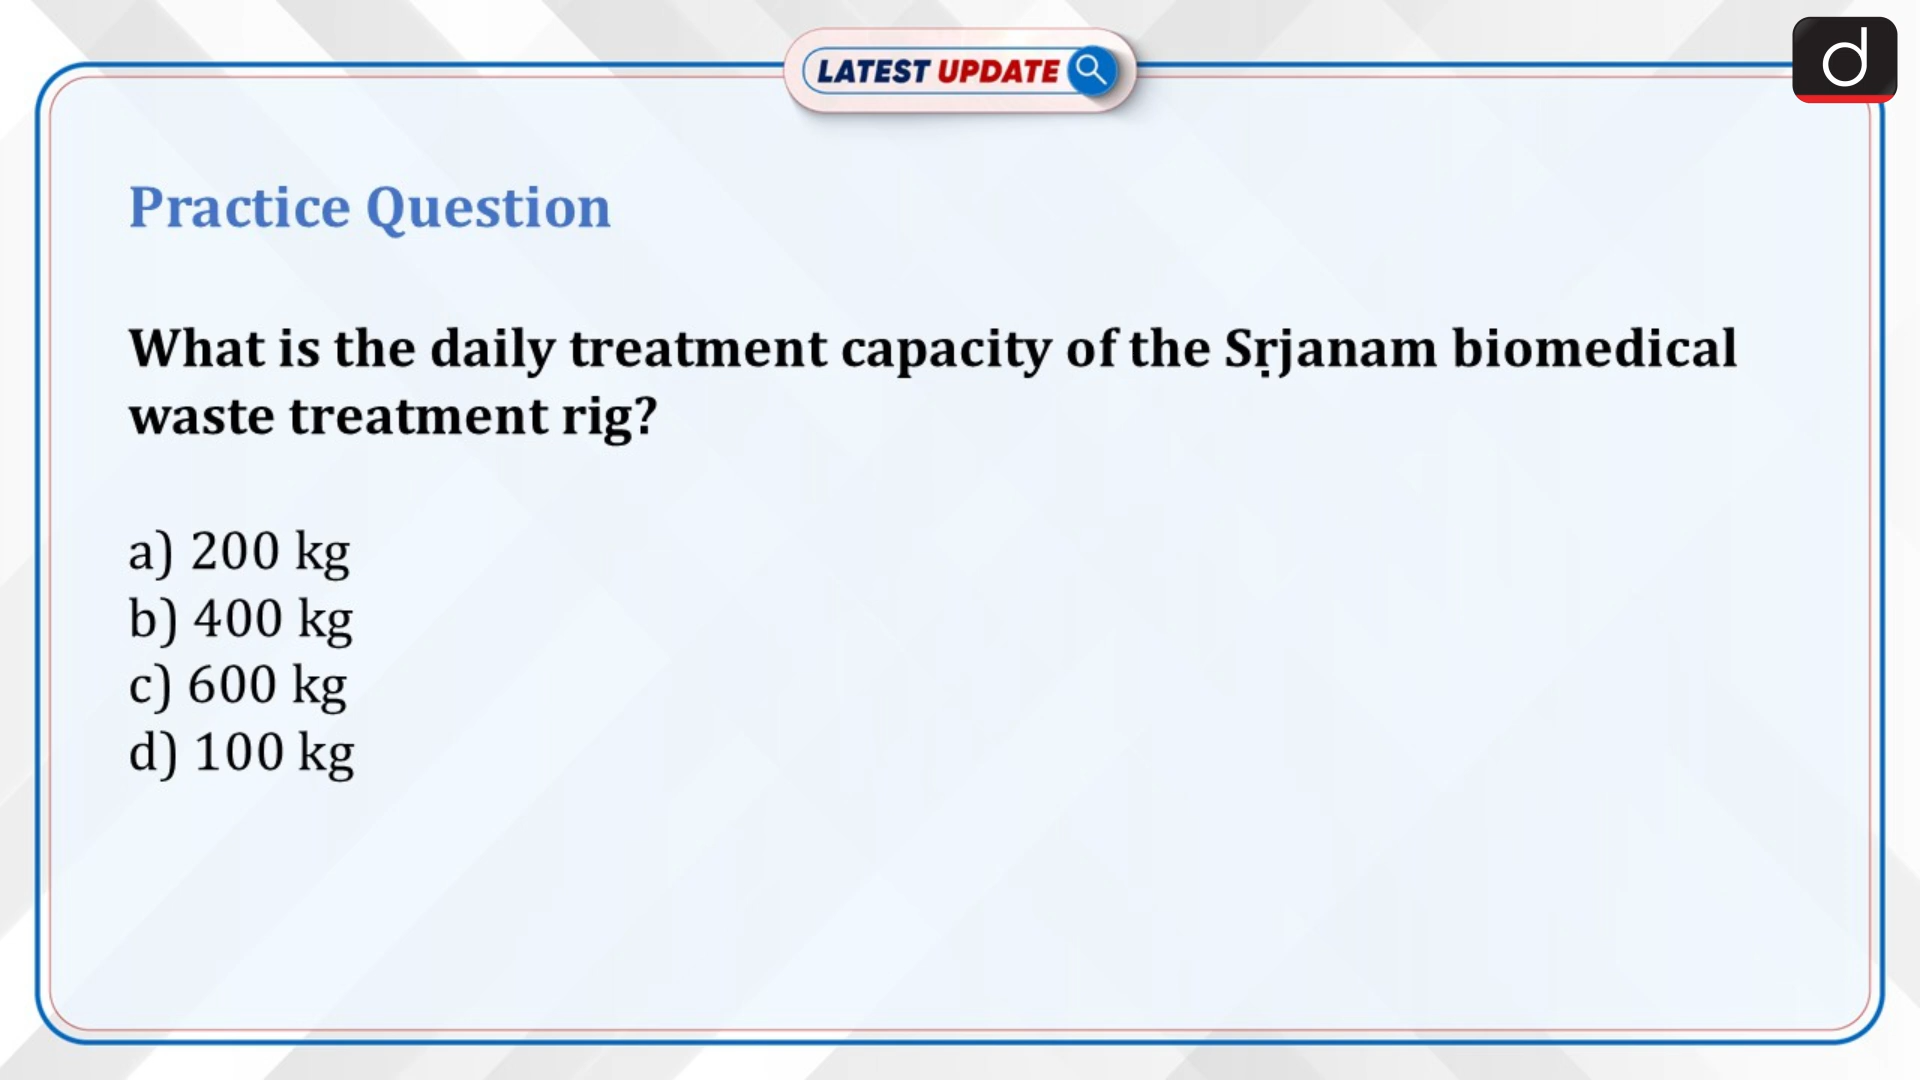 LATEST UPDATE
d
Practice Question
What is the daily treatment capacity of the Sṛjanam biomedical
waste treatment rig?
a) 200 kg
b) 400 kg
c) 600 kg
d) 100 kg